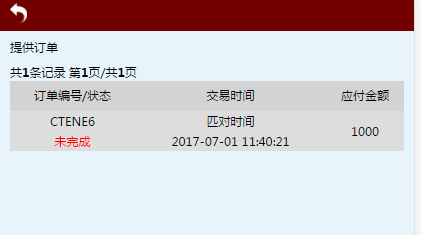 提供订单
共1条记录 第1页/共1页
订单编号/状态 交易时间 应付金额
CTENE6 匹对时间 1000
未完成 2017-07-01 11:40:21